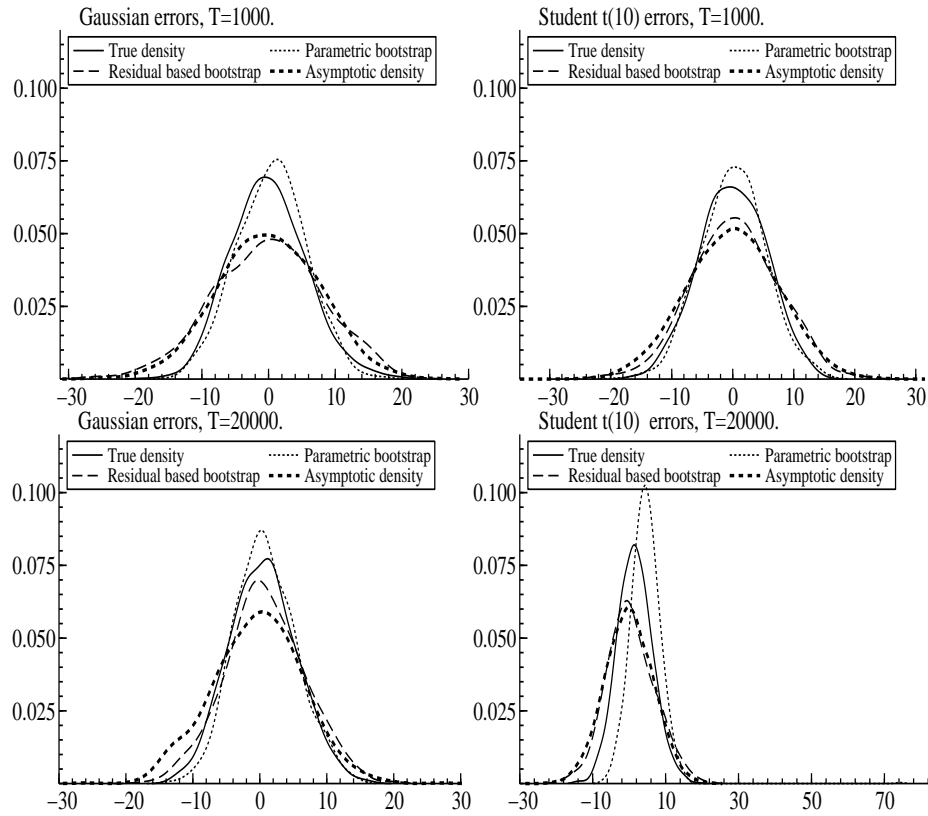 Gaussian errors, T=1000.
True density
Parametric bootstrap
Residual based bootstrap
Asymptotic density
0.100
0.075
0.050
0.025
−30 −20 −10 0 10 20 30
Student t(10) errors, T=1000.
True density
Parametric bootstrap
Residual based bootstrap
Asymptotic density
0.100
0.075
0.050
0.025
−20 −10 0 10 20 30
Gaussian errors, T=20000.
True density
Parametric bootstrap
Residual based bootstrap
Asymptotic density
0.100
0.075
0.050
0.025
−30 −20 −10 0 10 20 30
Student t(10) errors, T=20000.
True density
Parametric bootstrap
Residual based bootstrap
Asymptotic density
0.100
0.075
0.050
0.025
−30 −10 10 30 50 70